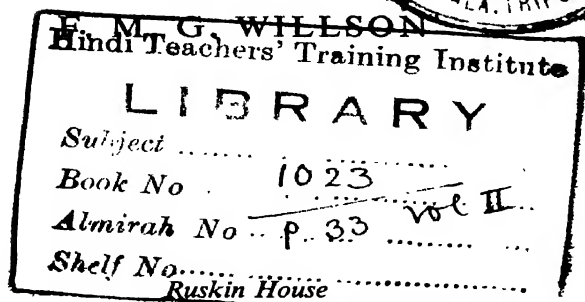 F. M. G. WILLSON
Hindi Teachers' Training Institute
LIBRARY
Subject ..............
Book No . 1023
Almirah No .. P. 33 Vol II
Shelf No..............
Ruskin House